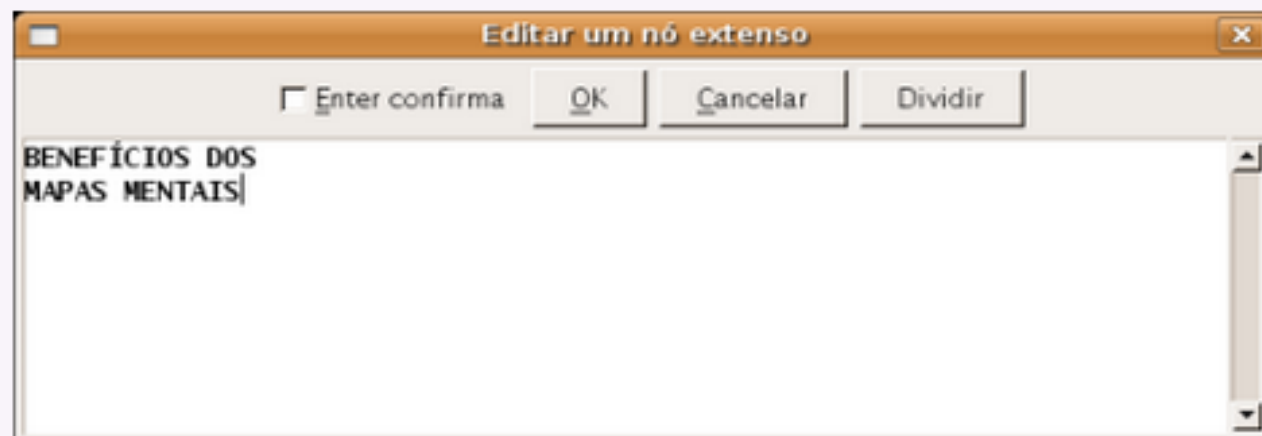 Editar um nó extenso
Enter confirma OK Cancelar Dividir
BENEFÍCIOS DOS
MAPAS MENTAIS